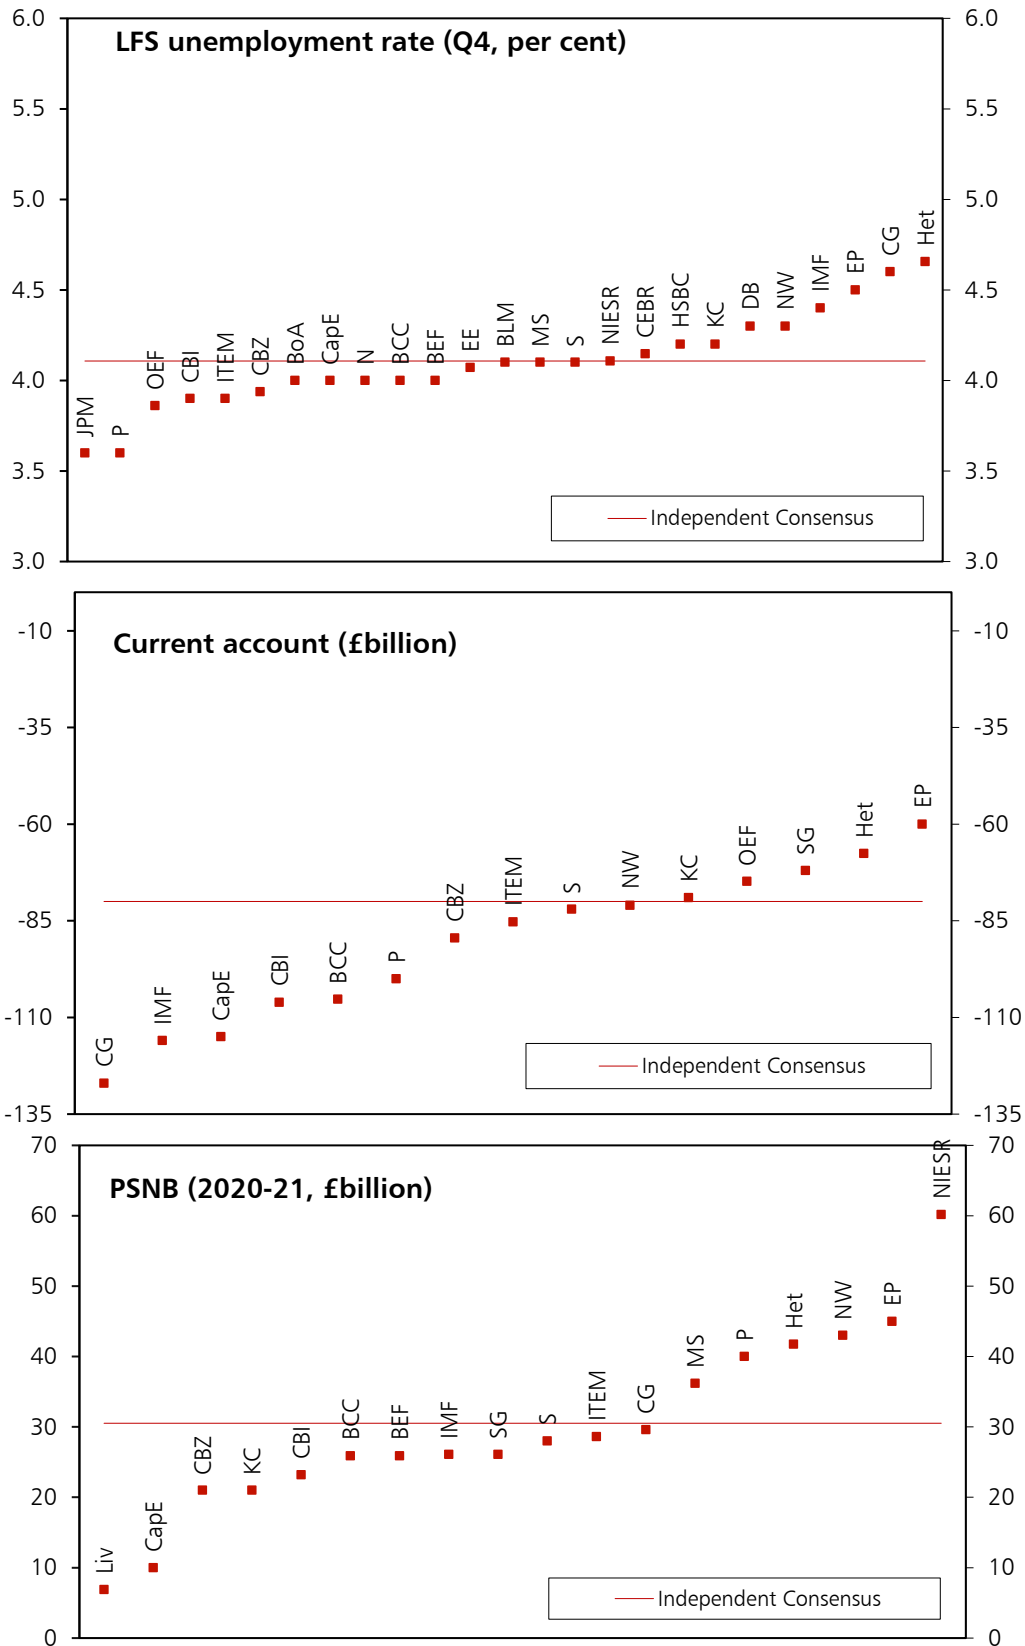 LFS unemployment rate (Q4, per cent)
6.0 6.0
5.5 5.5
5.0 5.0
4.5 4.5
4.0 4.0
3.5 3.5
3.0 3.0
JPM P OEF CBI ITEM CBZ BoA CapE N BCC BEF EE BLM MS S NIESR CEBR HSBC KC DB NW IMF EP CG Het
Independent Consensus
Current account (£billion)
-10 -10
-35 -35
-60 -60
-85 -85
-110 -110
-135 -135
CG IMF CapE CBI BCC P CBZ ITEM S NW KC OEF SG Het EP
Independent Consensus
PSNB (2020-21, £billion)
70 70
60 60
50 50
40 40
30 30
20 20
10 10
0 0
Liv CapE CBZ KC CBI BCC BEF IMF SG S ITEM CG MS P Het NW EP NIESR
Independent Consensus